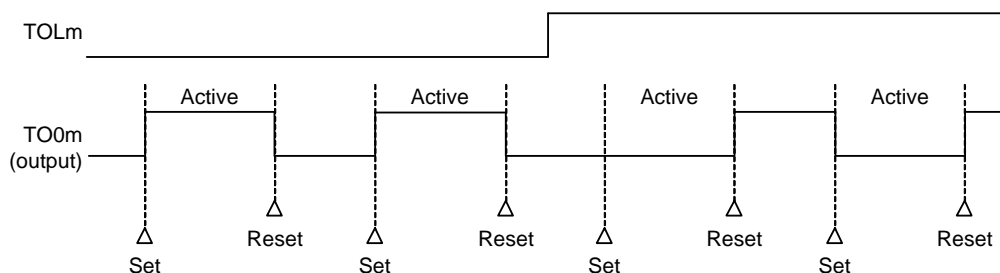 TOLm
Active Active Active Active
TO0m
(output)
Reset Reset Reset Reset
Set Set Set Set